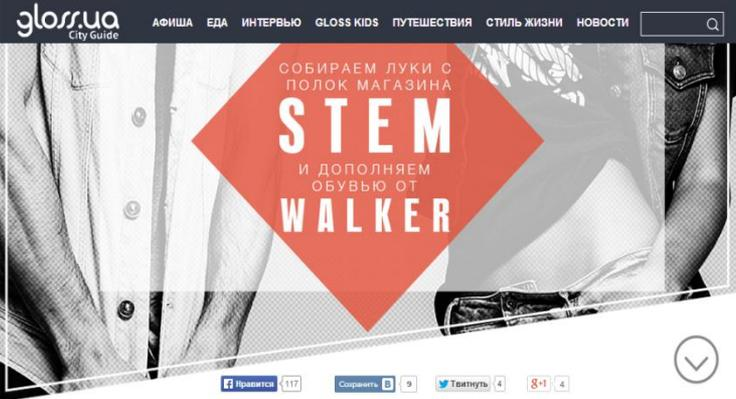 gloss.ua
City Guide
АФИША ЕДА ИНТЕРВЬЮ GLOSS KIDS ПУТЕШЕСТВИЯ СТИЛЬ ЖИЗНИ НОВОСТИ
СОБИРАЕМ ЛУКИ С
ПОЛОК МАГАЗИНА
STEM
И ДОПОЛНЯЕМ
ОБУВЬЮ ОТ
WALKER
Нравится 117 Сохранить B 9 Твитнуть 4 g+1 4